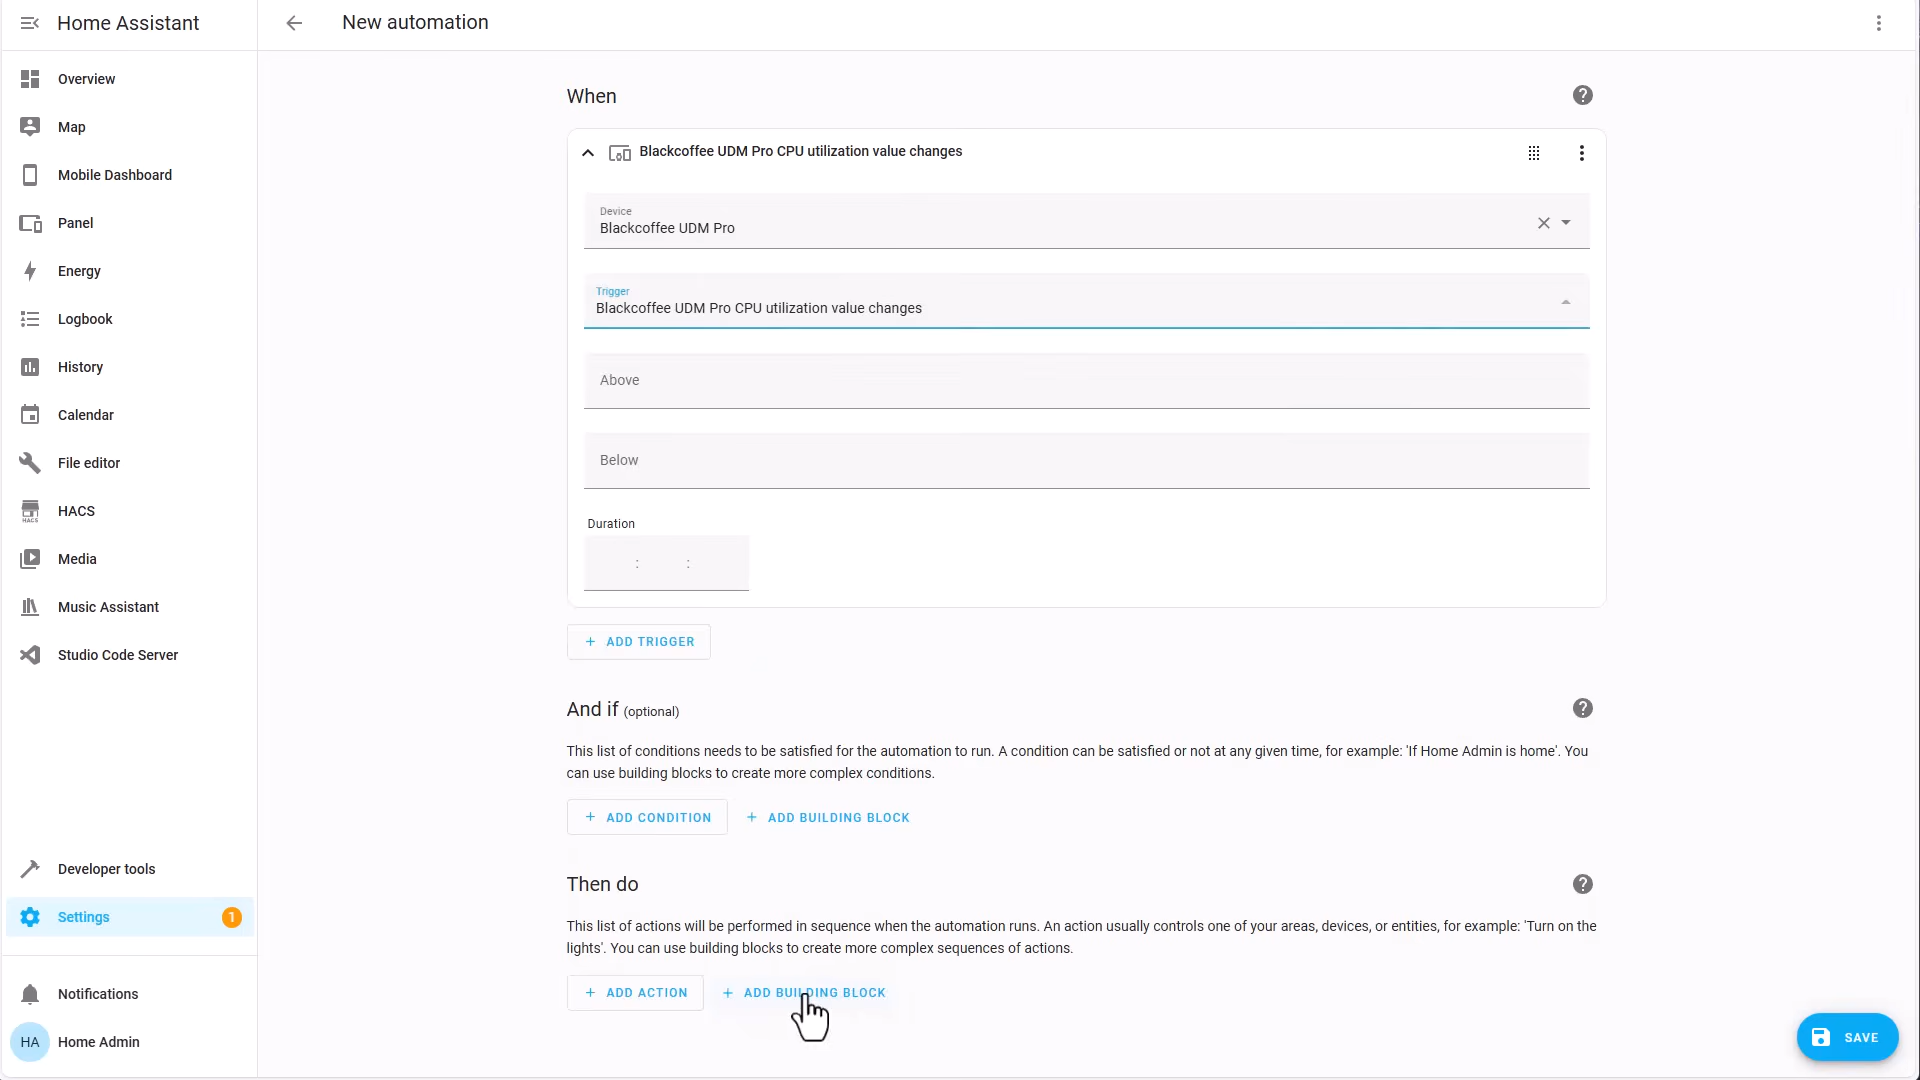 Home Assistant
New automation
Overview
Map
Mobile Dashboard
Panel
Energy
Logbook
History
Calendar
File editor
HACS
HACS
Media
Music Assistant
Studio Code Server
Developer tools
Settings
1
Notifications
HA
Home Admin
When
?
Blackcoffee UDM Pro CPU utilization value changes
Device
Blackcoffee UDM Pro
Trigger
Blackcoffee UDM Pro CPU utilization value changes
Above
Below
Duration
: :
+ ADD TRIGGER
And if (optional)
?
This list of conditions needs to be satisfied for the automation to run. A condition can be satisfied or not at any given time, for example: 'If Home Admin is home'. You
can use building blocks to create more complex conditions.
+ ADD CONDITION
+ ADD BUILDING BLOCK
Then do
?
This list of actions will be performed in sequence when the automation runs. An action usually controls one of your areas, devices, or entities, for example: 'Turn on the
lights'. You can use building blocks to create more complex sequences of actions.
+ ADD ACTION
+ ADD BUILDING BLOCK
SAVE